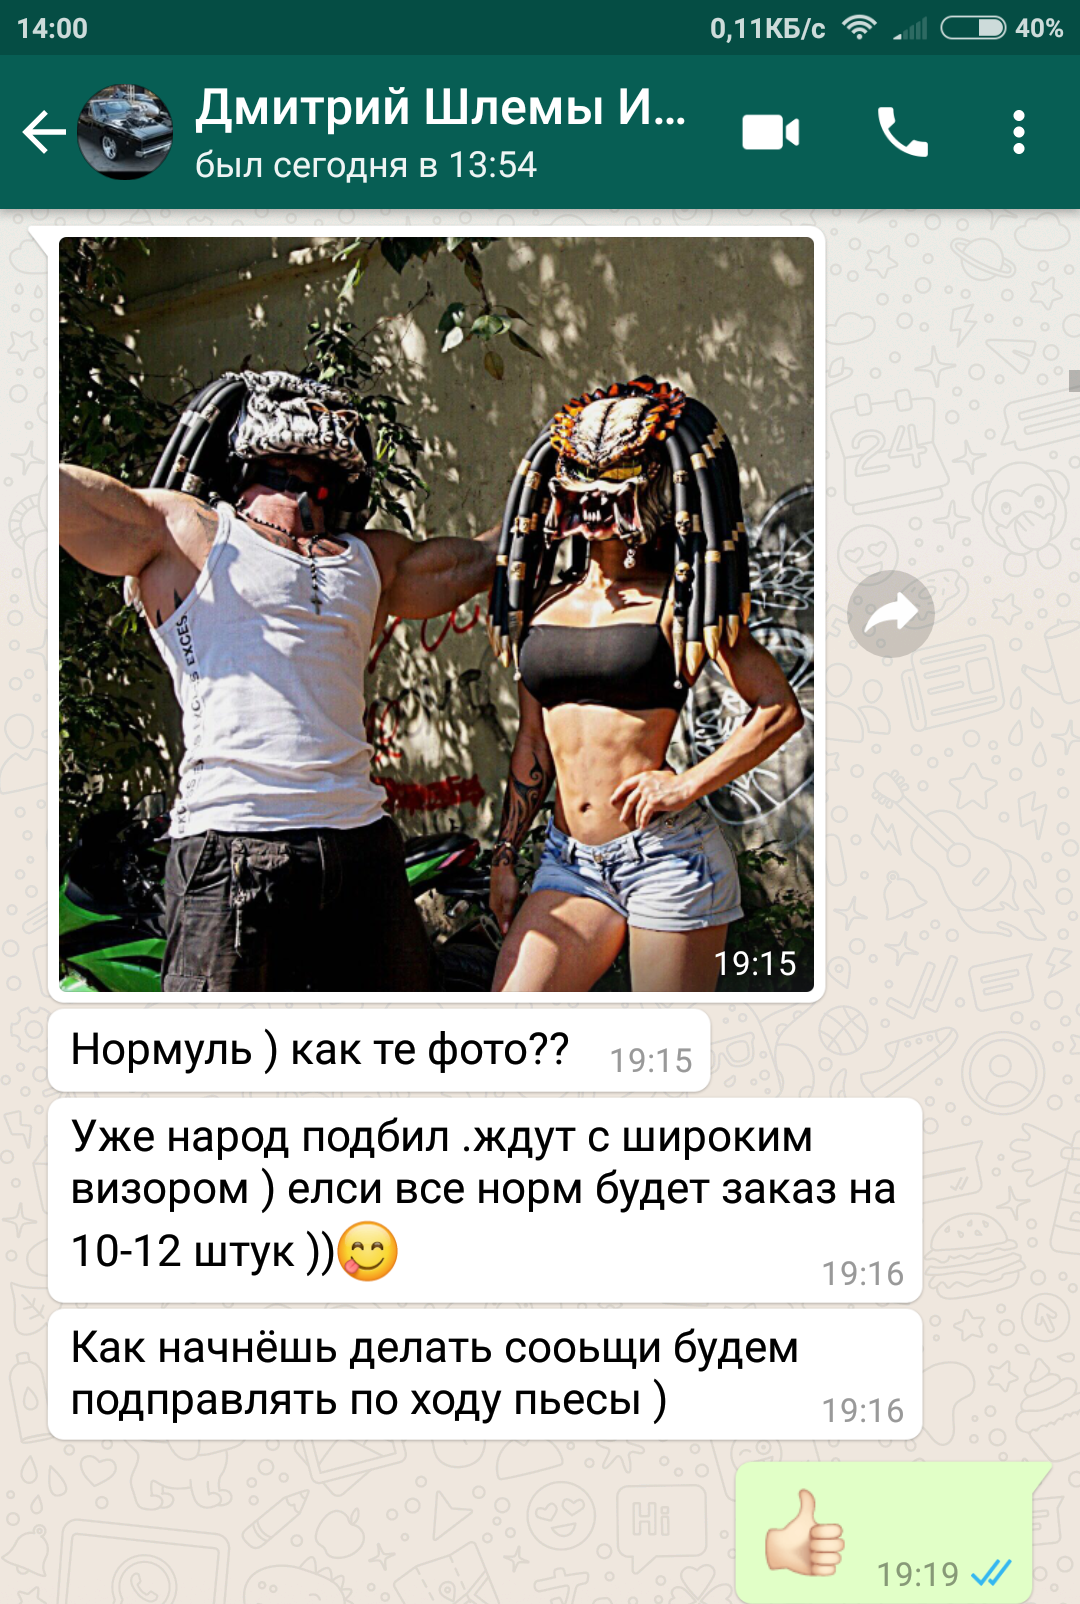 14:00 0,11КБ/с 40%
Дмитрий Шлемы И...
был сегодня в 13:54
EXCES
19:15
Нормуль ) как те фото?? 19:15
Уже народ подбил .ждут с широким
визором ) елси все норм будет заказ на
10-12 штук ))😋 19:16
Как начнёшь делать сооьщи будем
подправлять по ходу пьесы ) 19:16
👍🏻 19:19